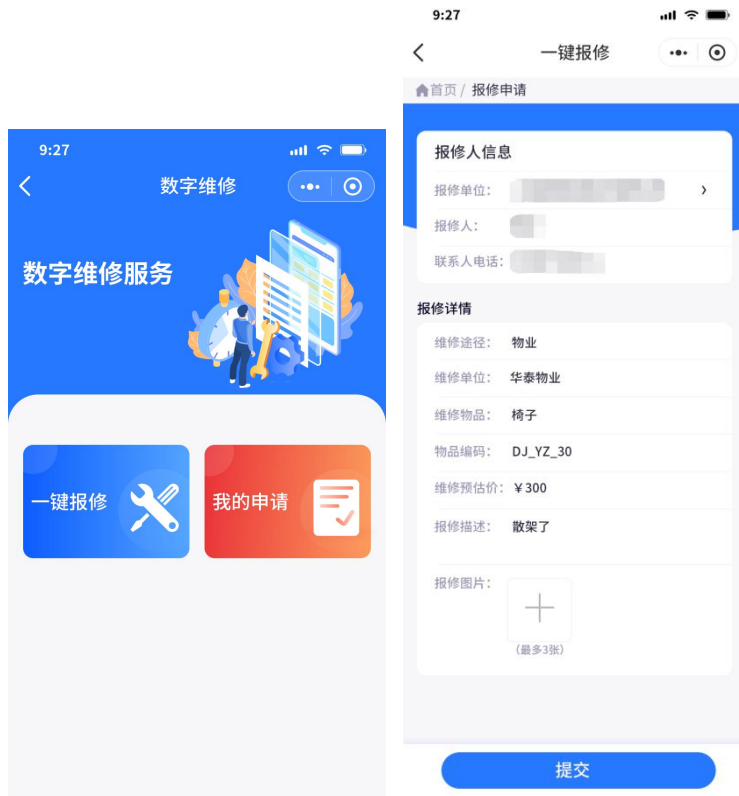 9:27
数字维修
数字维修服务
一键报修
我的申请
9:27
一键报修
首页 / 报修申请
报修人信息
报修单位：
报修人：
联系人电话：
报修详情
维修途径： 物业
维修单位： 华泰物业
维修物品： 椅子
物品编码： DJ_YZ_30
维修预估价： ￥300
报修描述： 散架了
报修图片：
（最多3张）
提交